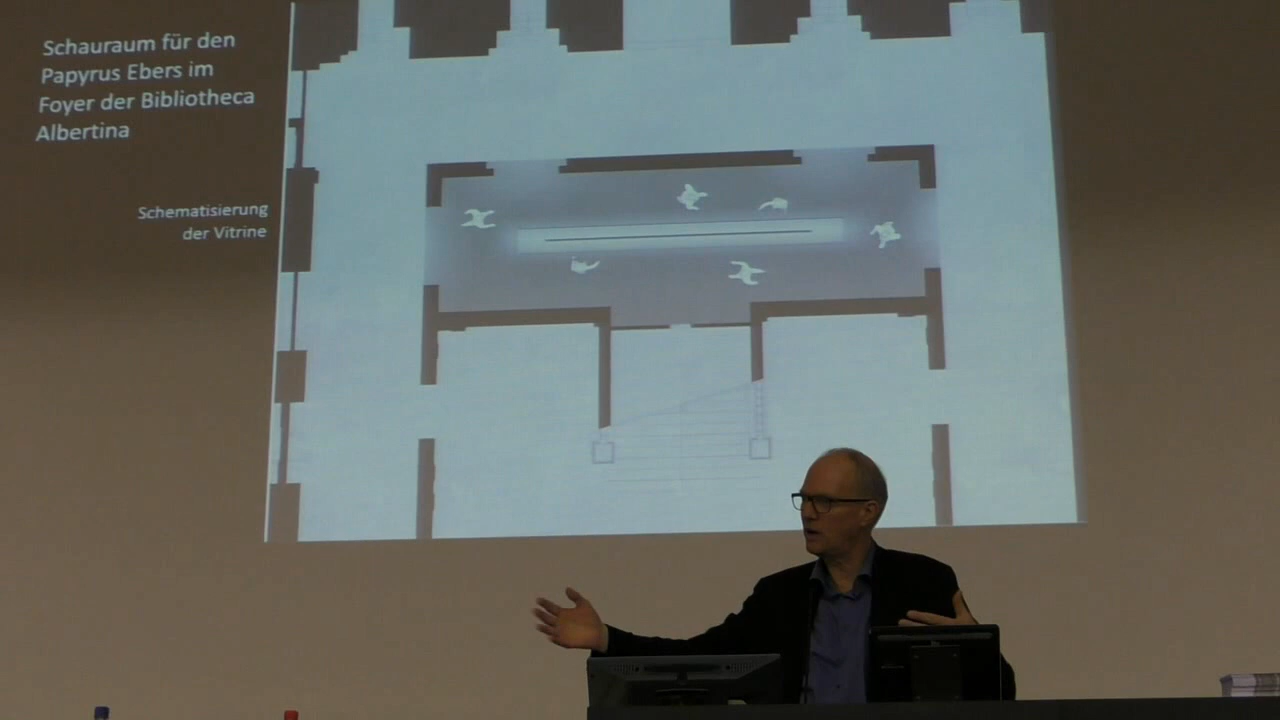 Schauraum für den
Papyrus Ebers im
Foyer der Bibliotheca
Albertina
Schematisierung
der Vitrine